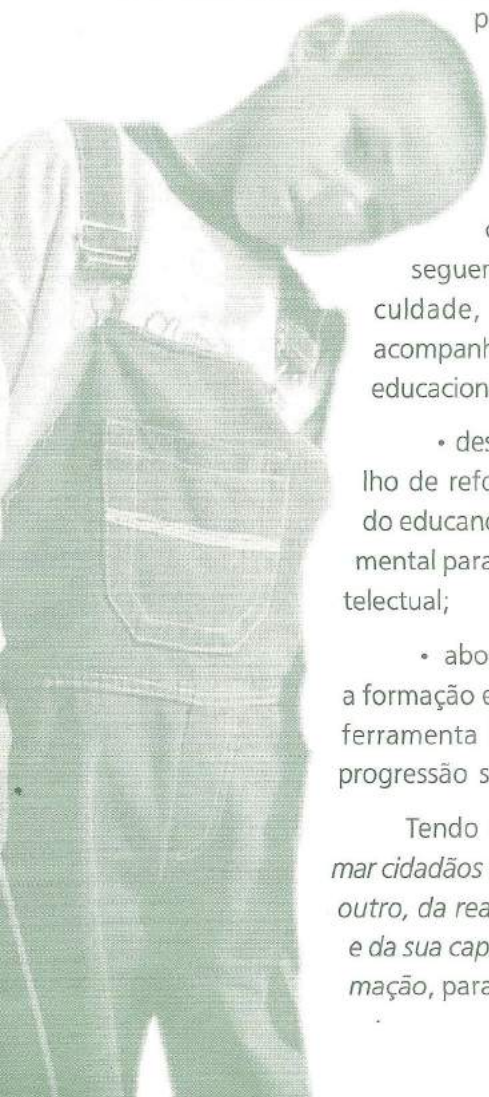 p
c
seguer
culdade,
acompanh
educacion
• des
lho de refo
do educand
mental para
telectual;
• abo
a formação e
ferramenta
progressão s
Tendo
mar cidadãos
outro, da rea
e da sua cap
mação, para